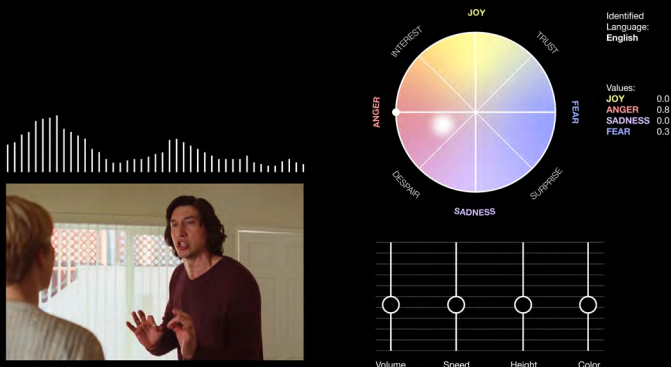 JOY
INTEREST
TRUST
ANGER
FEAR
DESPAIR
SURPRISE
SADNESS
Identified
Language:
English
Values:
JOY 0.0
ANGER 0.8
SADNESS 0.0
FEAR 0.3
Volume Speed Height Color